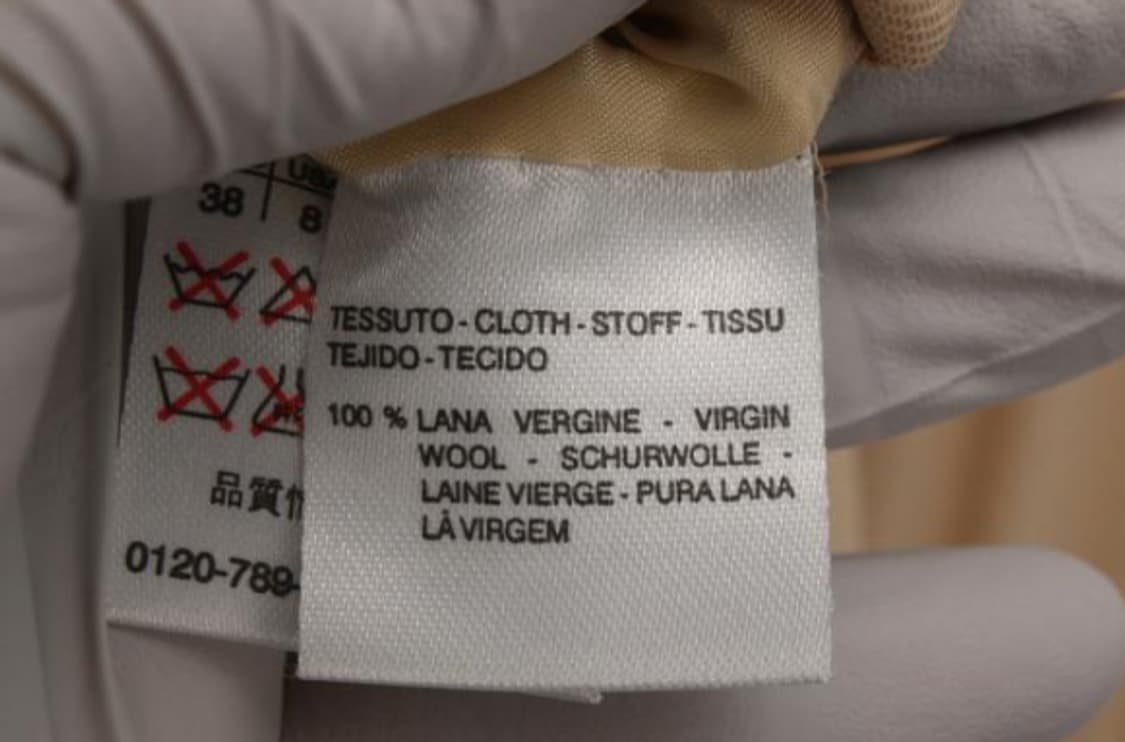 38 8
品質
0120-789-
TESSUTO - CLOTH - STOFF - TISSU
TEJIDO - TECIDO
100 % LANA VERGINE - VIRGIN
WOOL - SCHURWOLLE -
LAINE VIERGE - PURA LANA
LÃ VIRGEM